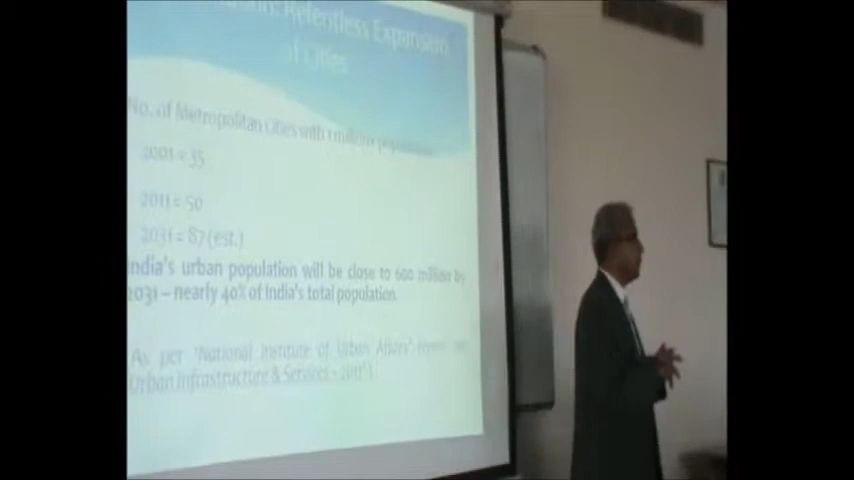 Relentless Expansion
of Cities
No. of Metropolitan Cities with 1 million population
2001 = 35
2011 = 50
2031 = 87 (est.)
India's urban population will be close to 600 million by
2031 – nearly 40% of India's total population.
As per 'National Institute of Urban Affairs'
Urban Infrastructure & Services - 2011'